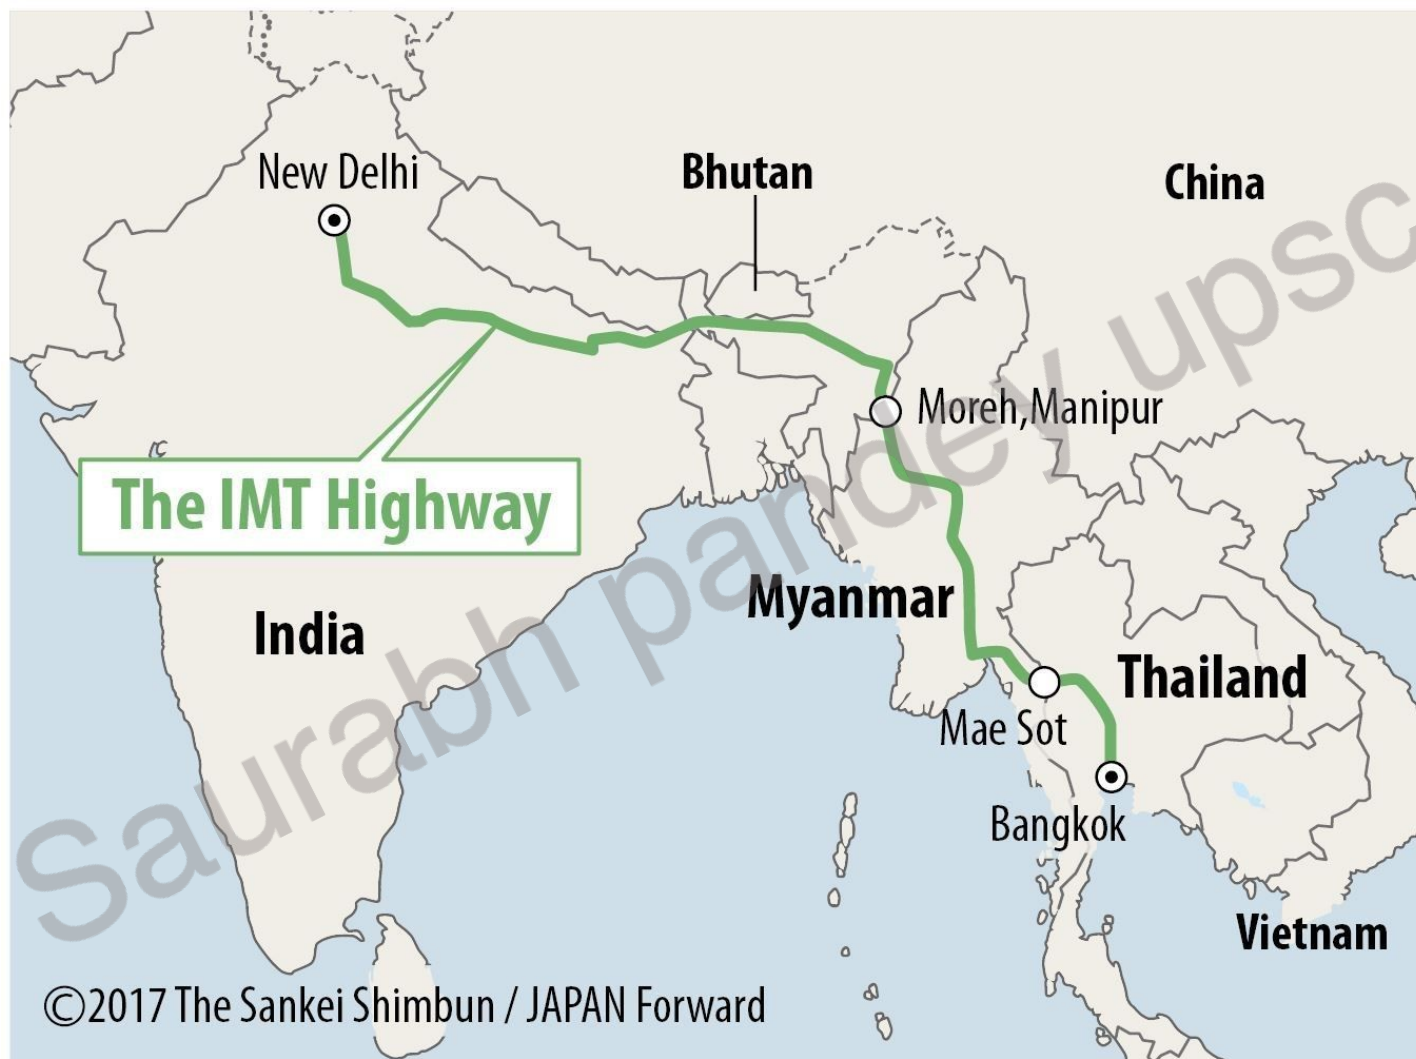 New Delhi
Bhutan
China
Moreh,Manipur
The IMT Highway
Myanmar
India
Thailand
Mae Sot
Bangkok
Vietnam
©2017 The Sankei Shimbun / JAPAN Forward
Saurabh pandey upsc